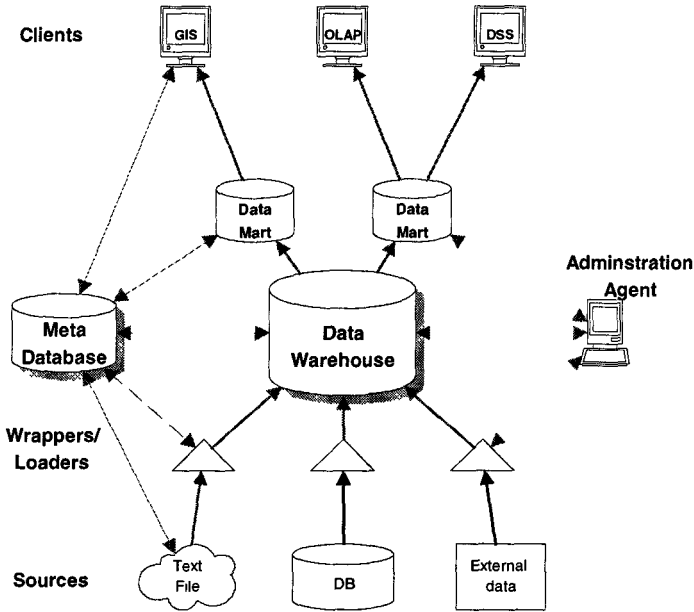 Clients
GIS
OLAP
DSS
Data
Mart
Data
Mart
Adminstration
Agent
Meta
Database
Data
Warehouse
Wrappers/
Loaders
Sources
Text
File
DB
External
data